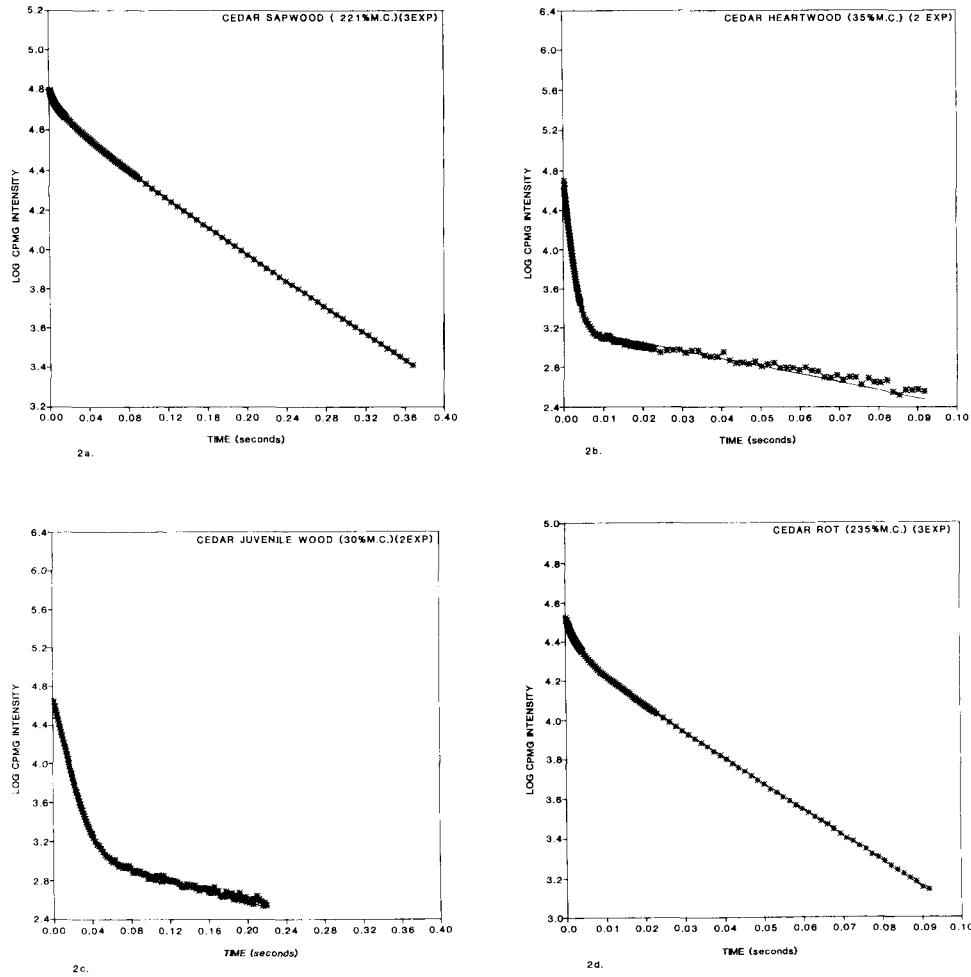 CEDAR SAPWOOD ( 221%M.C.)(3EXP)
5.2
5.0
4.8
4.6
4.4
4.2
4.0
3.8
3.6
3.4
3.2
LOG CPMG INTENSITY
0.00 0.04 0.08 0.12 0.16 0.20 0.24 0.28 0.32 0.36 0.40
TIME (seconds)
2a.
CEDAR HEARTWOOD (35%M.C.) (2 EXP)
6.4
6.0
5.6
5.2
4.8
4.4
4.0
3.6
3.2
2.8
2.4
LOG CPMG INTENSITY
0.00 0.01 0.02 0.03 0.04 0.05 0.06 0.07 0.08 0.09 0.10
TIME (seconds)
2b.
CEDAR JUVENILE WOOD (30%M.C.)(2EXP)
6.4
6.0
5.6
5.2
4.8
4.4
4.0
3.6
3.2
2.8
2.4
LOG CPMG INTENSITY
0.00 0.04 0.08 0.12 0.16 0.20 0.24 0.28 0.32 0.36 0.40
TIME (seconds)
2c.
CEDAR ROT (235%M.C.) (3EXP)
5.0
4.8
4.6
4.4
4.2
4.0
3.8
3.6
3.4
3.2
3.0
LOG CPMG INTENSITY
0.0 0.01 0.02 0.03 0.04 0.05 0.06 0.07 0.08 0.09 0.10
TIME (seconds)
2d.